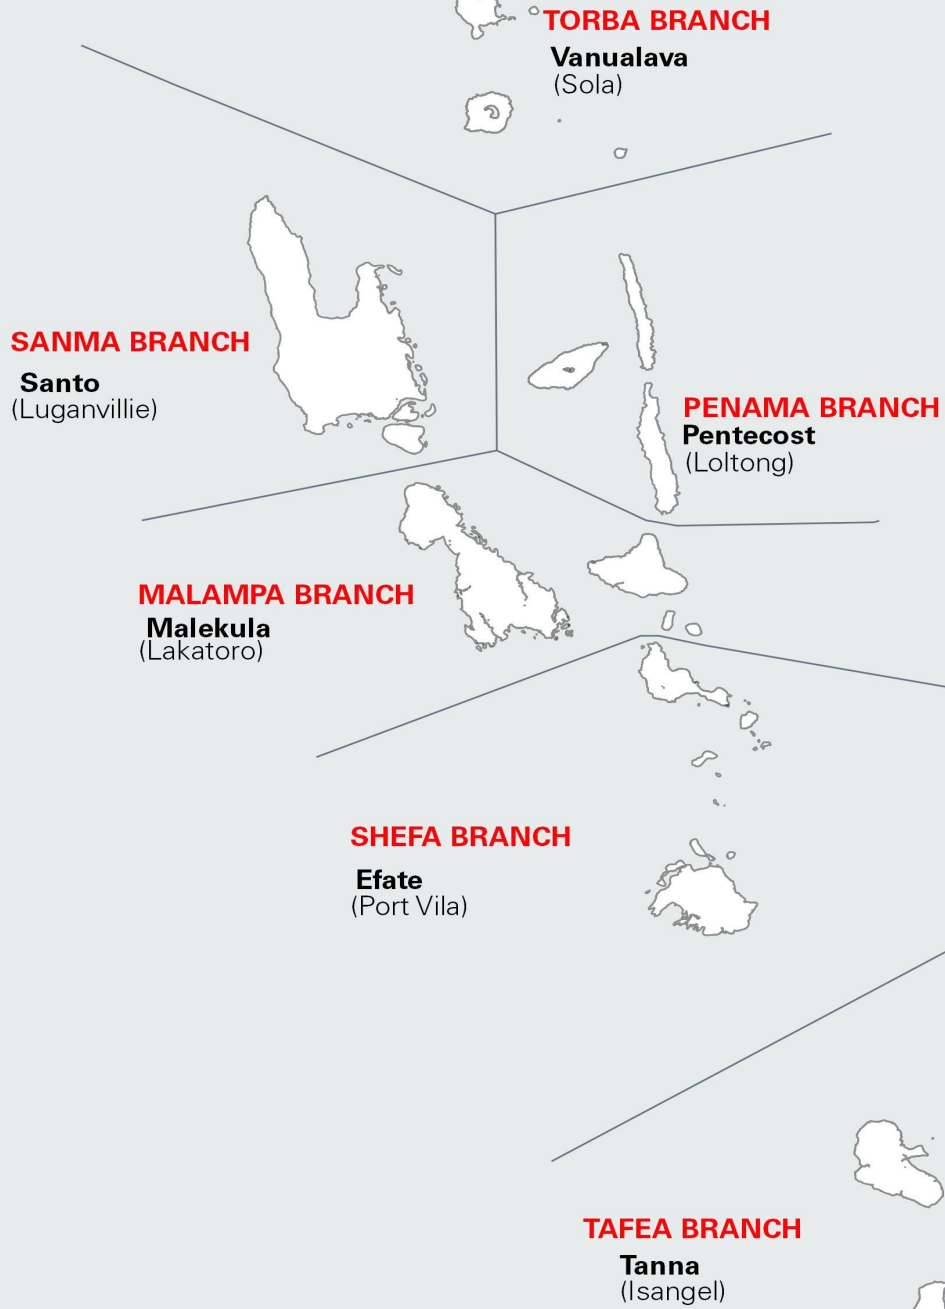 TORBA BRANCH
Vanualava
(Sola)
SANMA BRANCH
Santo
(Luganvillie)
PENAMA BRANCH
Pentecost
(Loltong)
MALAMPA BRANCH
Malekula
(Lakatoro)
SHEFA BRANCH
Efate
(Port Vila)
TAFEA BRANCH
Tanna
(Isangel)